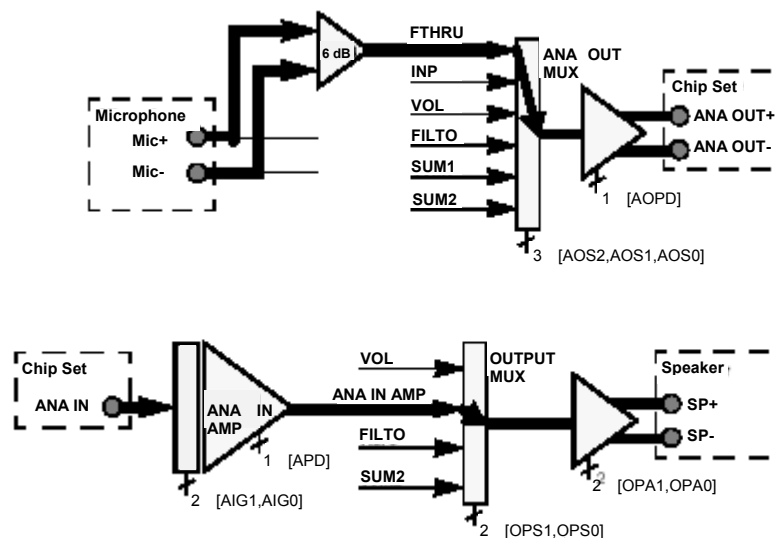 FTHRU
6 dB
ANA OUT
MUX
INP
Chip Set
Microphone
VOL
ANA OUT+
Mic+
FILTO
ANA OUT-
Mic-
SUM1
1 [AOPD]
SUM2
3 [AOS2,AOS1,AOS0]
Chip Set
VOL
OUTPUT
MUX
Speaker
ANA IN
ANA IN
AMP
ANA IN AMP
SP+
FILTO
SP-
1 [APD]
SUM2
2 [AIG1,AIG0]
2 [OPA1,OPA0]
2 [OPS1,OPS0]